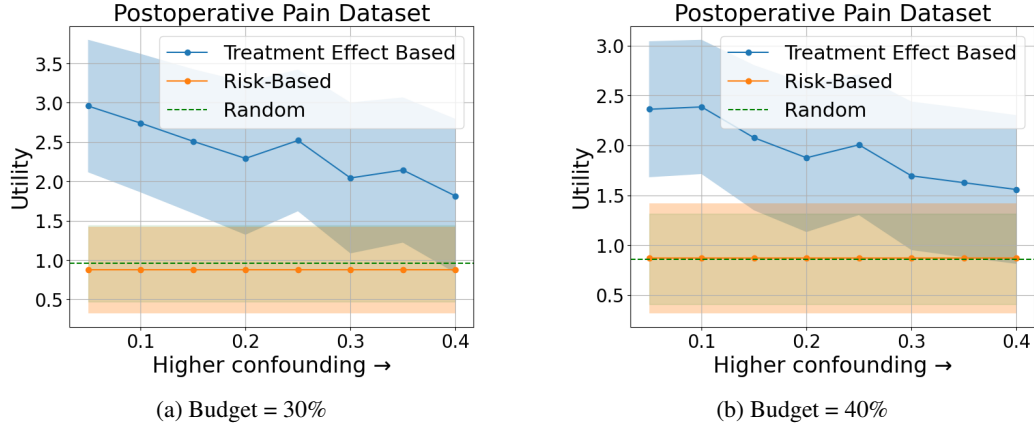 Postoperative Pain Dataset
Treatment Effect Based
Risk-Based
Random
Utility
3.5
3.0
2.5
2.0
1.5
1.0
0.5
0.1
0.2
0.3
0.4
Higher confounding →
(a) Budget = 30%
Postoperative Pain Dataset
Treatment Effect Based
Risk-Based
Random
Utility
3.0
2.5
2.0
1.5
1.0
0.5
0.1
0.2
0.3
0.4
Higher confounding →
(b) Budget = 40%